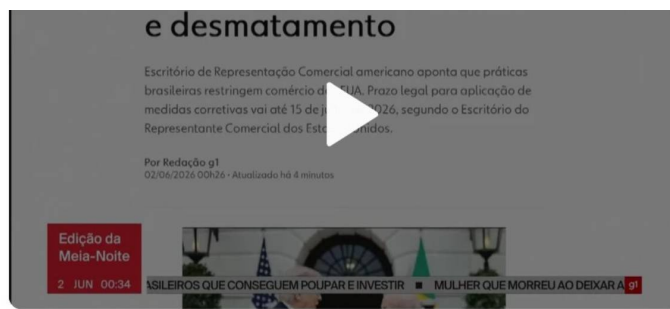 e desmatamento
Escritório de Representação Comercial americano aponta que práticas
brasileiras restringem comércio dos EUA. Prazo legal para aplicação de
medidas corretivas vai até 15 de 2026, segundo o Escritório do
Representante Comercial dos Estados Unidos.
Por Redação g1
02/06/2026 00h26 - Atualizado há 4 minutos
Edição da
Meia-Noite
2 JUN 00:34
ASILEIROS QUE CONSEGUEM POUPAR E INVESTIR ■ MULHER QUE MORREU AO DEIXAR A g1